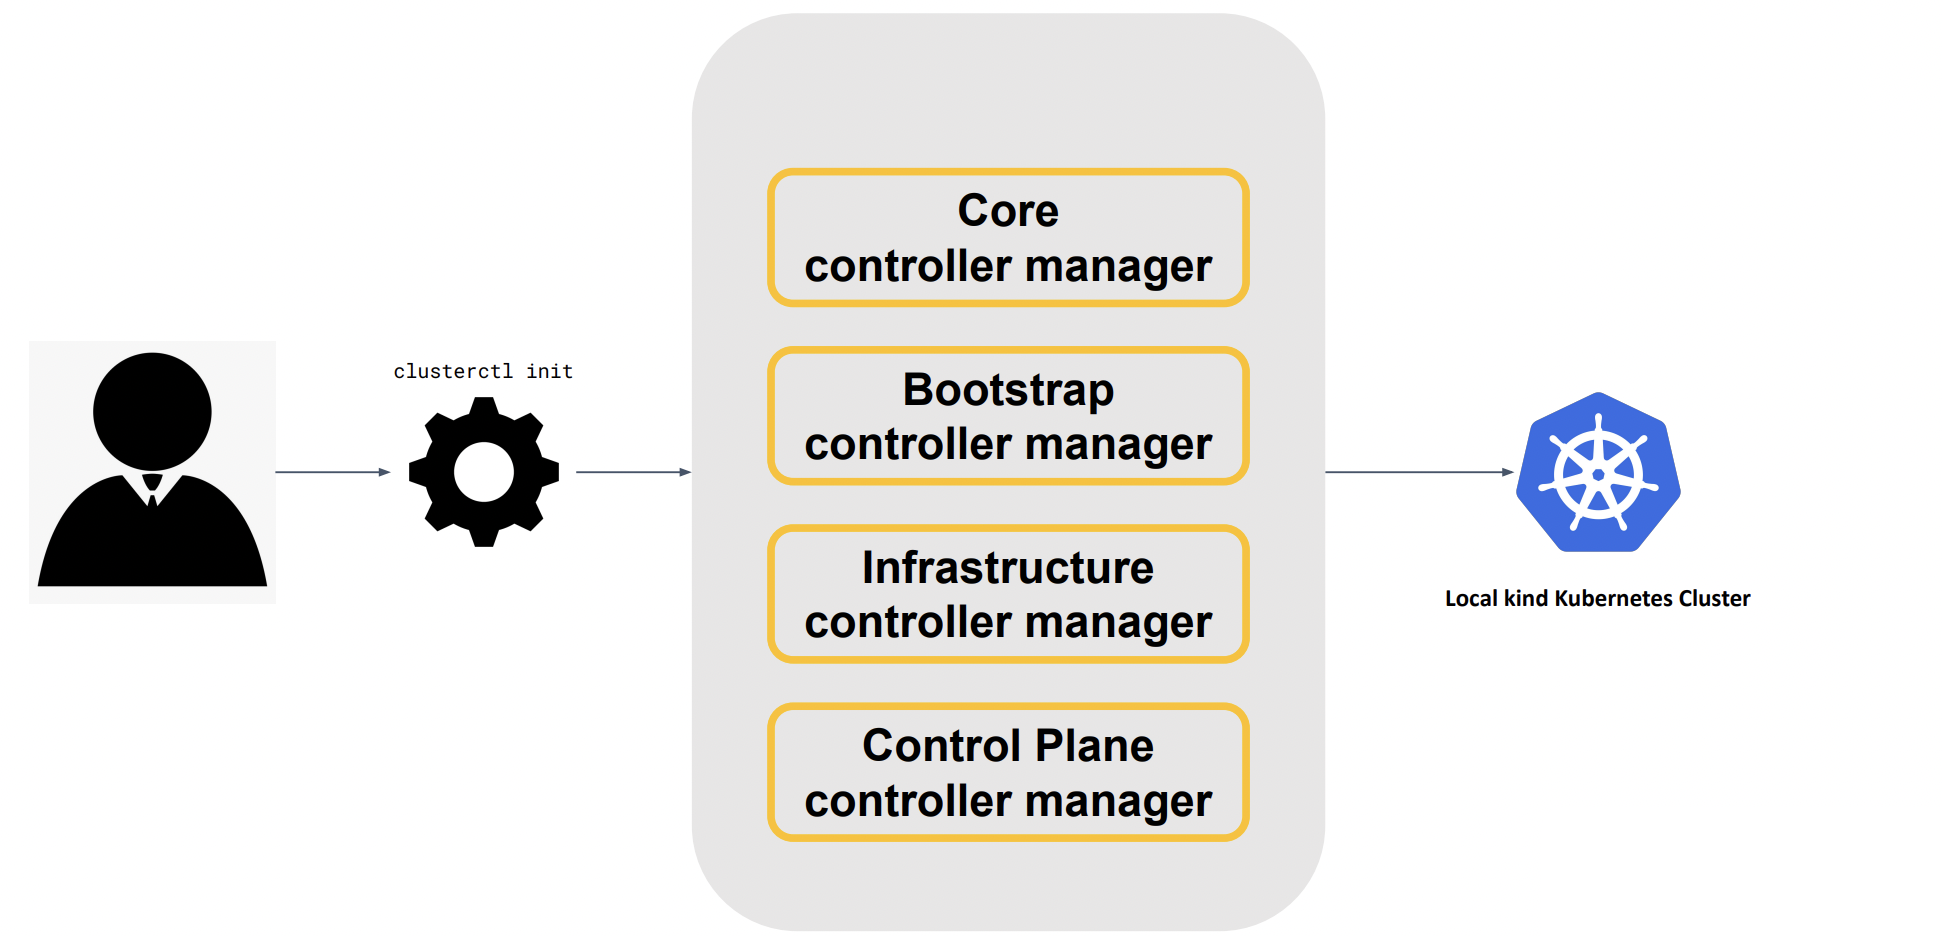 clusterctl init
Core
controller manager
Bootstrap
controller manager
Infrastructure
controller manager
Control Plane
controller manager
Local kind Kubernetes Cluster